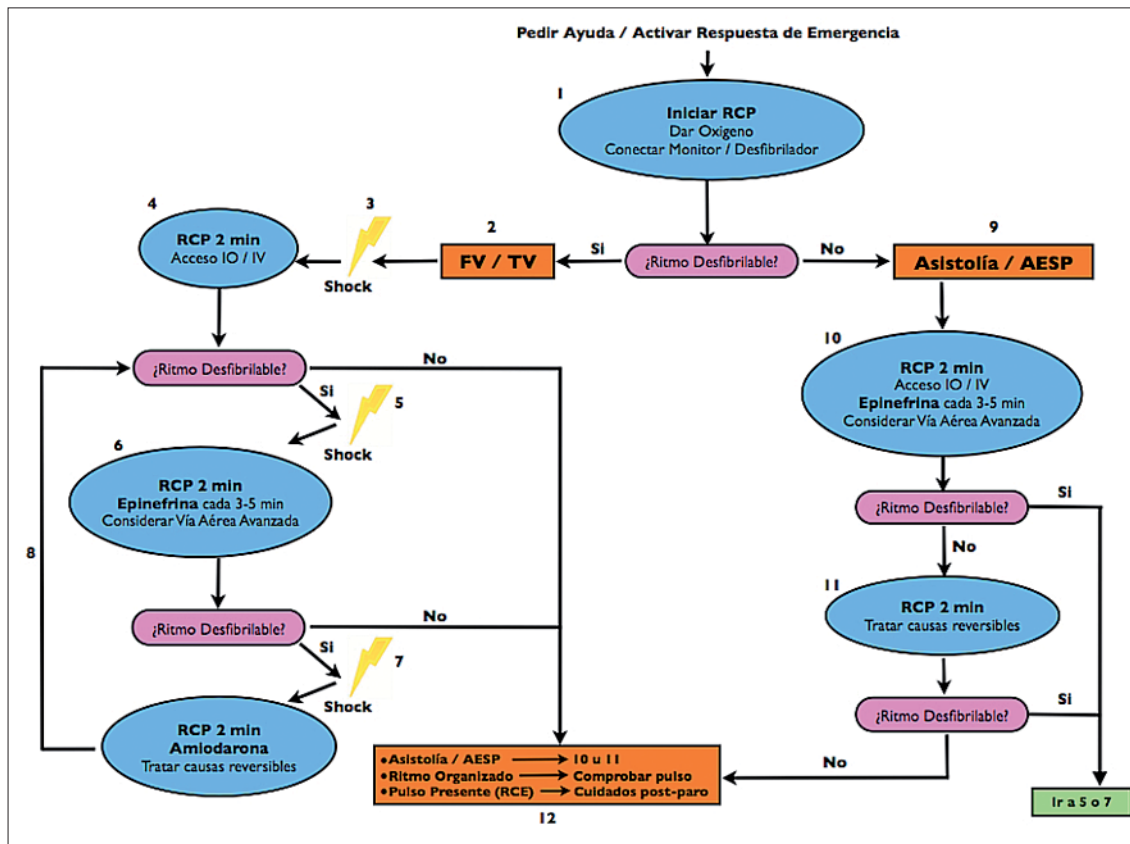 Pedir Ayuda / Activar Respuesta de Emergencia
1
Iniciar RCP
Dar Oxigeno
Conectar Monitor / Desfibrilador
¿Ritmo Desfibrilable?
Si
No
2
FV / TV
3
Shock
4
RCP 2 min
Acceso IO / IV
¿Ritmo Desfibrilable?
No
Si
5
Shock
6
RCP 2 min
Epinefrina cada 3-5 min
Considerar Vía Aérea Avanzada
8
¿Ritmo Desfibrilable?
No
Si
7
Shock
RCP 2 min
Amiodarona
Tratar causas reversibles
9
Asistolía / AESP
10
RCP 2 min
Acceso IO / IV
Epinefrina cada 3-5 min
Considerar Vía Aérea Avanzada
¿Ritmo Desfibrilable?
Si
No
11
RCP 2 min
Tratar causas reversibles
¿Ritmo Desfibrilable?
Si
No
•Asistolía / AESP 10 u 11
•Ritmo Organizado Comprobar pulso
•Pulso Presente (RCE) Cuidados post-paro
12
Ir a 5 o 7